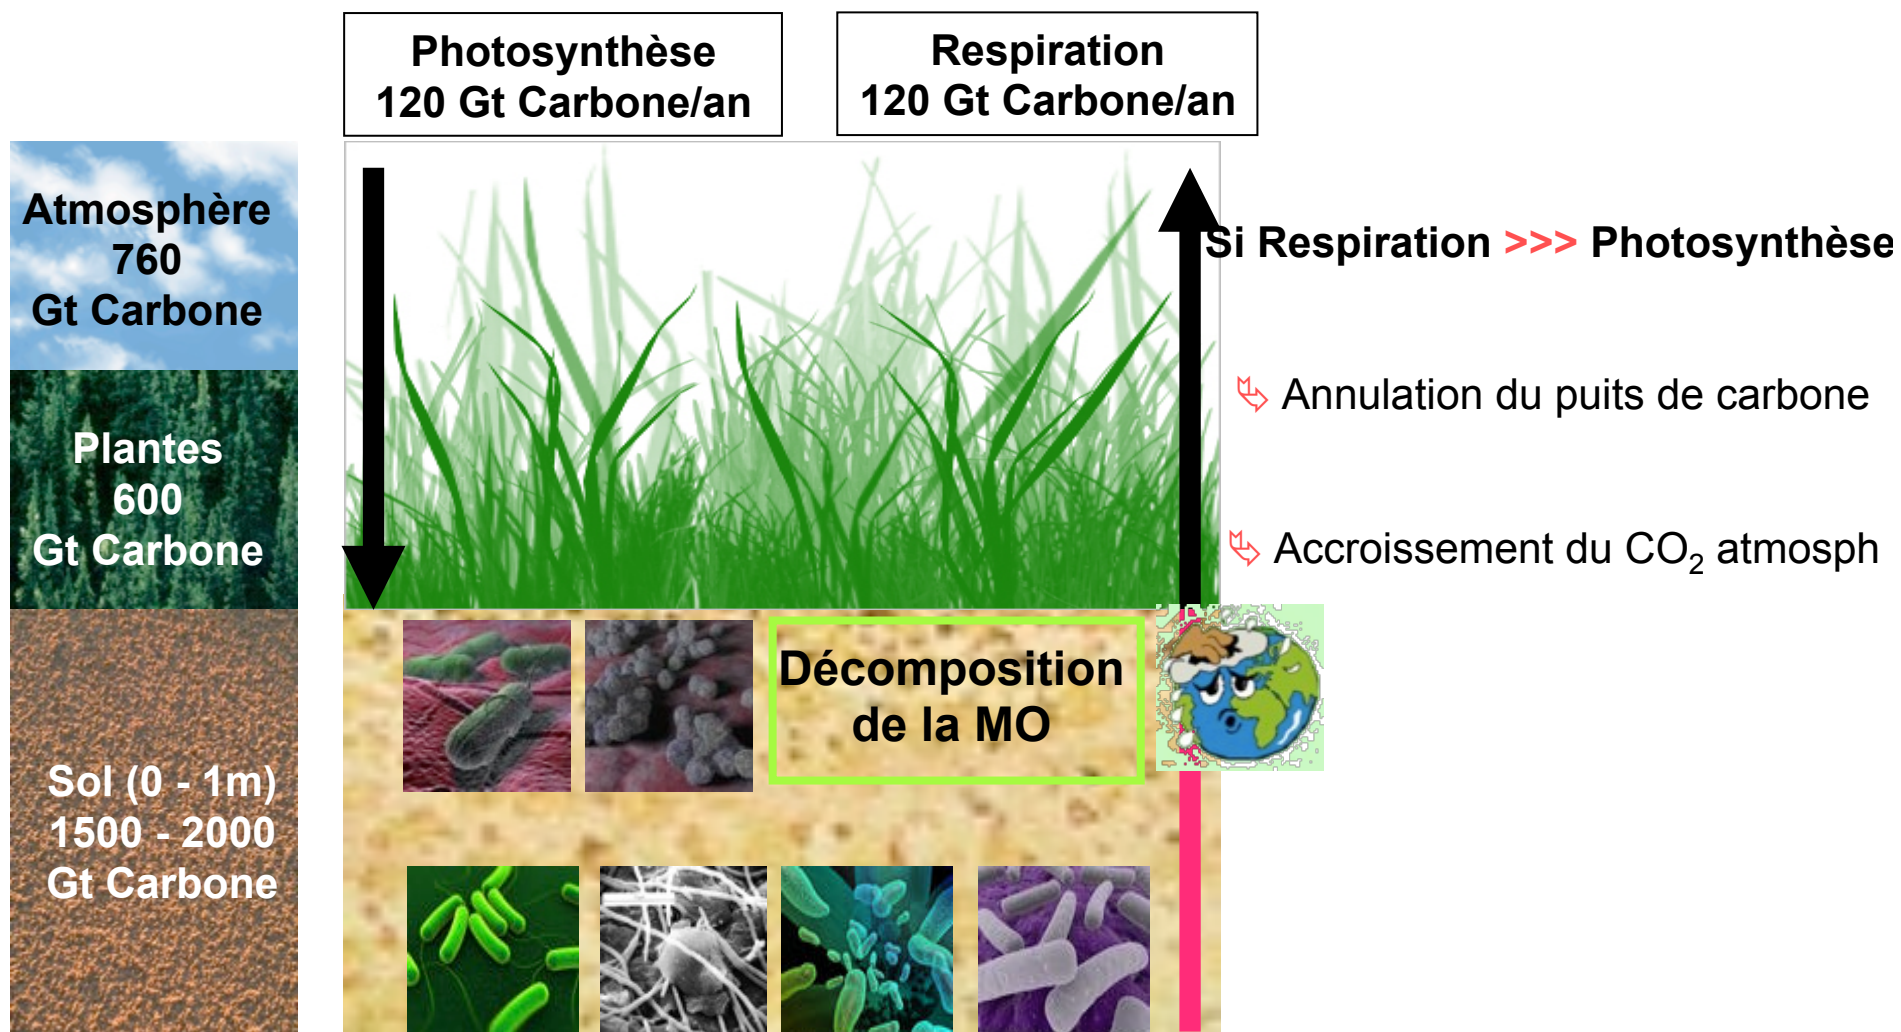 Photosynthèse
120 Gt Carbone/an
Respiration
120 Gt Carbone/an
Atmosphère
760
Gt Carbone
Plantes
600
Gt Carbone
Sol (0 - 1m)
1500 - 2000
Gt Carbone
Si Respiration >>> Photosynthèse
Annulation du puits de carbone
Accroissement du CO₂ atmosph
Décomposition
de la MO